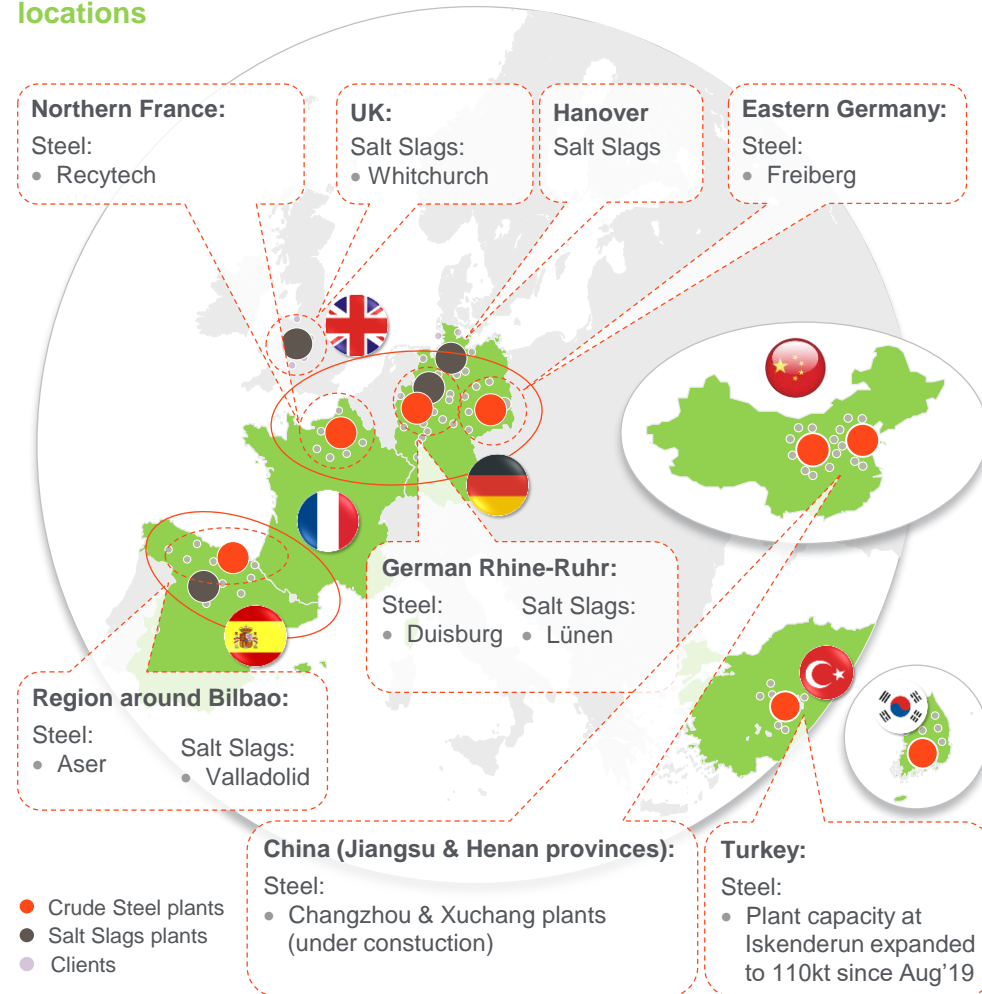 locations
Northern France:
Steel:
• Recytech
UK:
Salt Slags:
• Whitchurch
Hanover
Salt Slags
Eastern Germany:
Steel:
• Freiberg
German Rhine-Ruhr:
Steel:
• Duisburg
Salt Slags:
• Lünen
Region around Bilbao:
Steel:
• Aser
Salt Slags:
• Valladolid
China (Jiangsu & Henan provinces):
Steel:
• Changzhou & Xuchang plants
(under constuction)
Turkey:
Steel:
• Plant capacity at
Iskenderun expanded
to 110kt since Aug'19
Crude Steel plants
Salt Slags plants
Clients